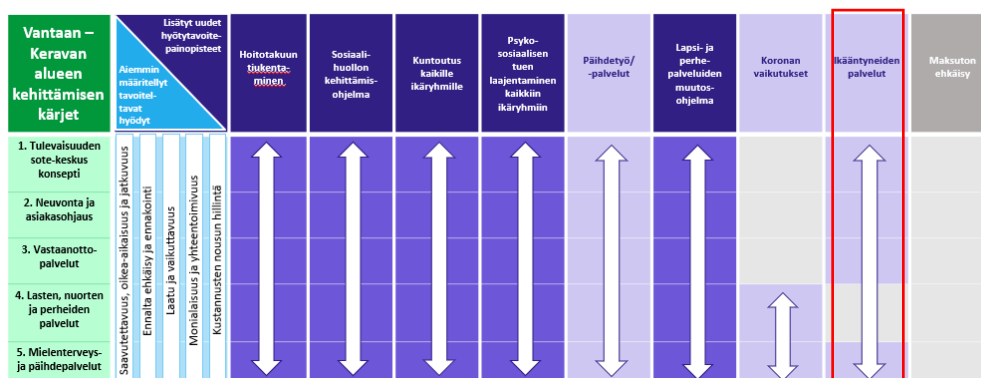 Vantaan –
Keravan
alueen
kehittämisen
kärjet
Lisätyt uudet
hyötytavoite-
painopisteet
Aiemmin
määritellyt
tavoitel-
tavat
hyödyt
Hoitotakuun
tiukenta-
minen
Sosiaali-
huollon
kehittämis-
ohjelma
Kuntoutus
kaikille
ikäryhmille
Psyko-
sosiaalisen
tuen
laajentaminen
kaikkiin
ikäryhmiin
Päihdetyö/
-palvelut
Lapsi- ja
perhe-
palveluiden
muutos-
ohjelma
Koronan
vaikutukset
Ikääntyneiden
palvelut
Maksuton
ehkäisy
1. Tulevaisuuden
sote-keskus
konsepti
2. Neuvonta ja
asiakasohjaus
3. Vastaanotto-
palvelut
4. Lasten, nuorten
ja perheiden
palvelut
5. Mielenterveys-
ja päihdepalvelut
Saavutettavuus, oikea-aikaisuus ja jatkuvuus
Ennalta ehkäisy ja ennakointi
Laatu ja vaikuttavuus
Monialaisuus ja yhteentoimivuus
Kustannusten nousun hillintä